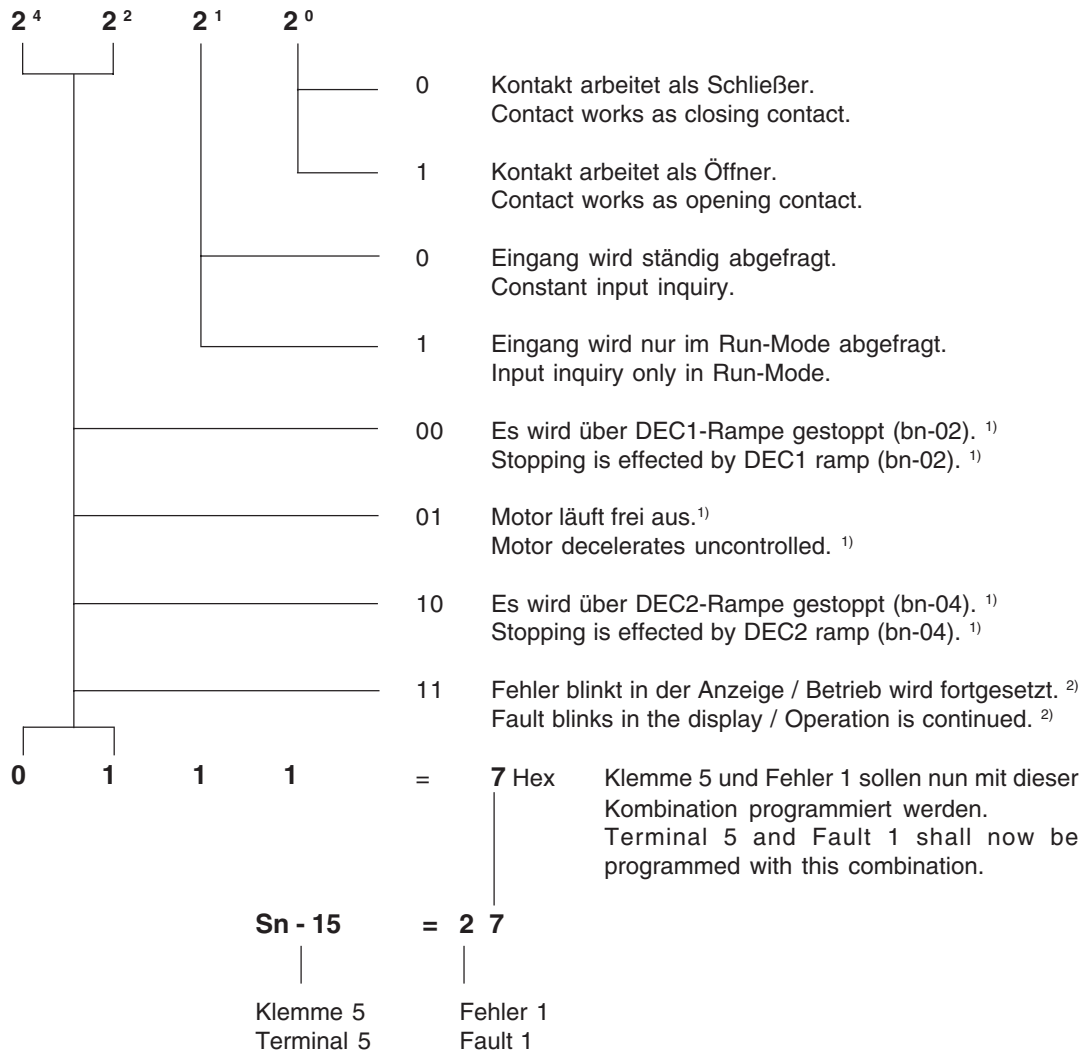 2⁴ 2² 2¹ 2⁰
0 Kontakt arbeitet als Schließer.
Contact works as closing contact.
1 Kontakt arbeitet als Öffner.
Contact works as opening contact.
0 Eingang wird ständig abgefragt.
Constant input inquiry.
1 Eingang wird nur im Run-Mode abgefragt.
Input inquiry only in Run-Mode.
00 Es wird über DEC1-Rampe gestoppt (bn-02). ¹⁾
Stopping is effected by DEC1 ramp (bn-02). ¹⁾
01 Motor läuft frei aus.¹⁾
Motor decelerates uncontrolled. ¹⁾
10 Es wird über DEC2-Rampe gestoppt (bn-04). ¹⁾
Stopping is effected by DEC2 ramp (bn-04). ¹⁾
11 Fehler blinkt in der Anzeige / Betrieb wird fortgesetzt. ²⁾
Fault blinks in the display / Operation is continued. ²⁾
0 1 1 1 = 7 Hex Klemme 5 und Fehler 1 sollen nun mit dieser
Kombination programmiert werden.
Terminal 5 and Fault 1 shall now be
programmed with this combination.
Sn - 15 = 2 7
Klemme 5 Fehler 1
Terminal 5 Fault 1